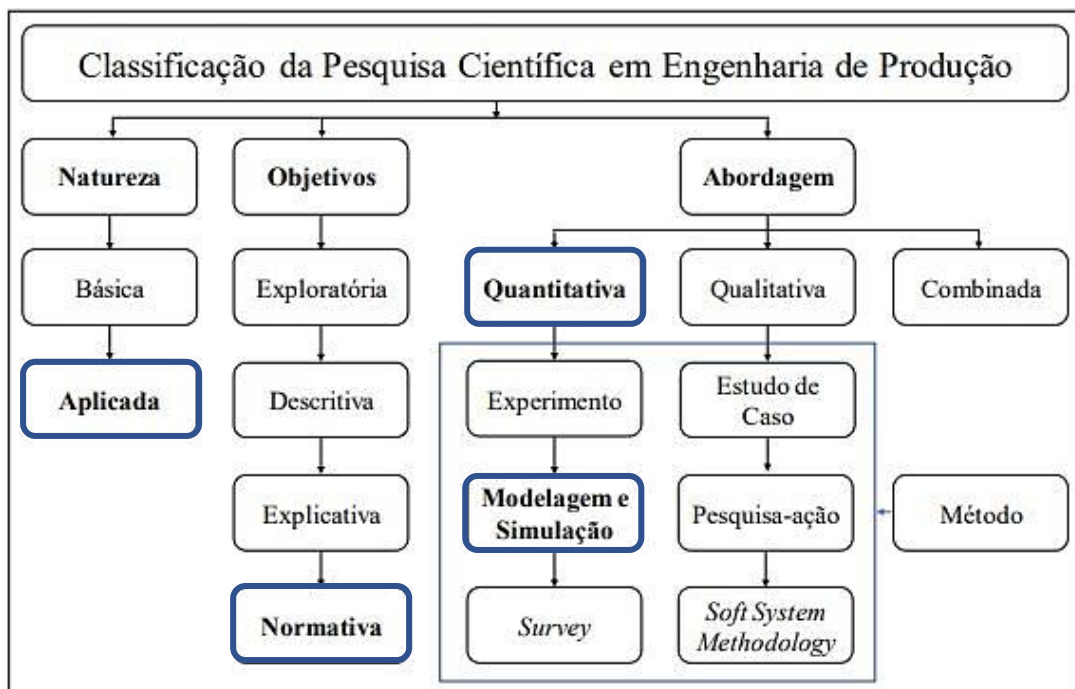 Classificação da Pesquisa Científica em Engenharia de Produção
Natureza
Objetivos
Abordagem
Básica
Exploratória
Quantitativa
Qualitativa
Combinada
Aplicada
Descritiva
Experimento
Estudo de
Caso
Explicativa
Modelagem e
Simulação
Pesquisa-ação
Método
Normativa
Survey
Soft System
Methodology